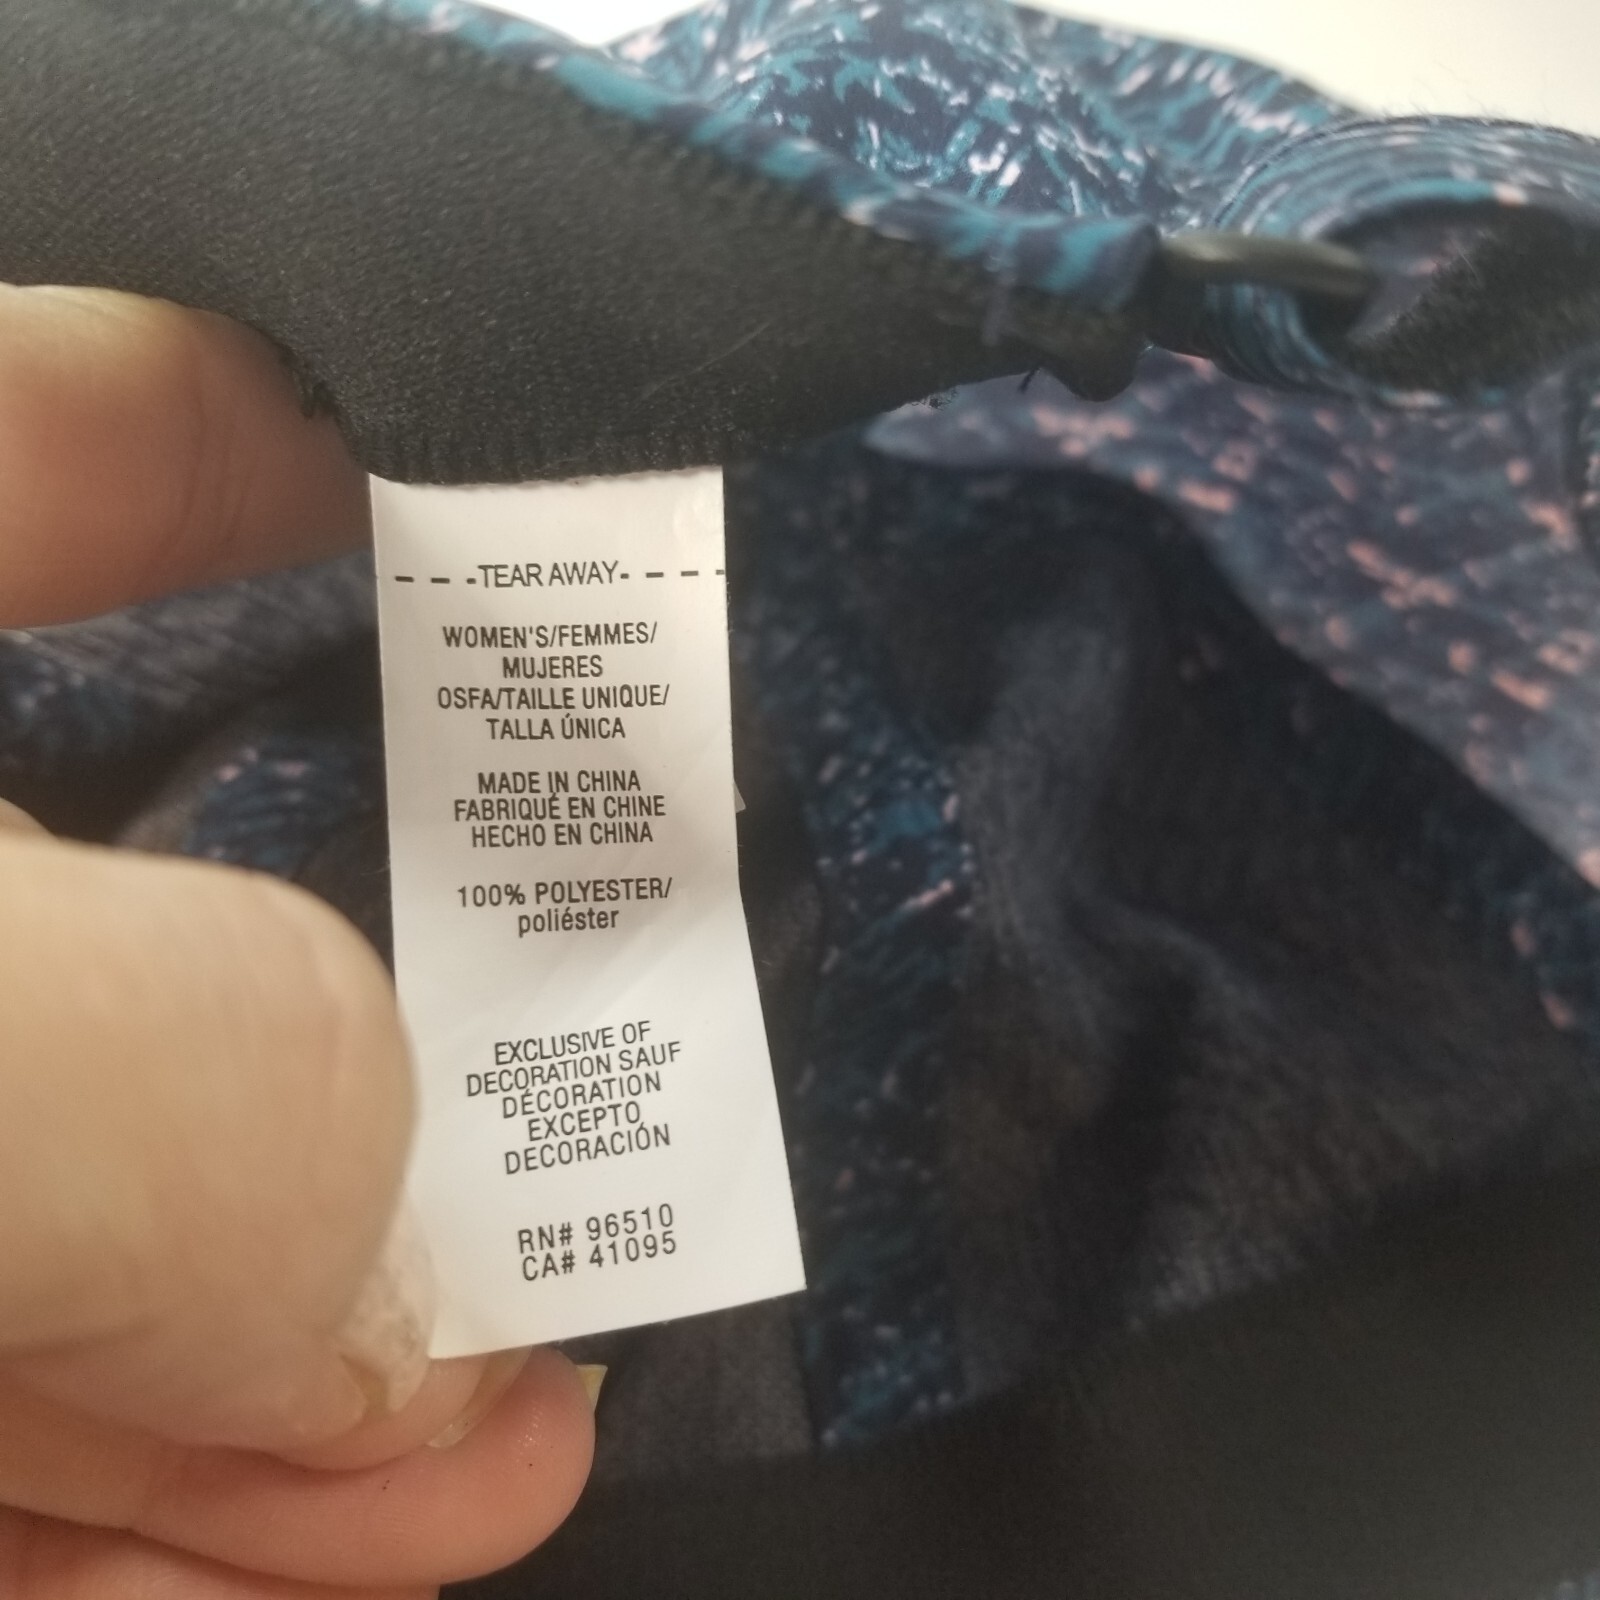 - - - -TEAR AWAY- - - - -
WOMEN'S/FEMMES/
MUJERES
OSFA/TAILLE UNIQUE/
TALLA ÚNICA
MADE IN CHINA
FABRIQUÉ EN CHINE
HECHO EN CHINA
100% POLYESTER/
poliéster
EXCLUSIVE OF
DECORATION SAUF
DÉCORATION
EXCEPTO
DECORACIÓN
RN# 96510
CA# 41095